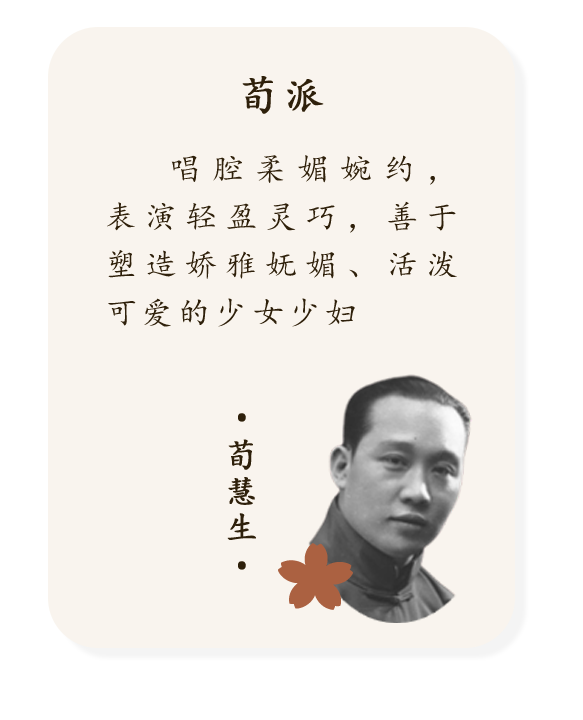 荀派
唱腔柔媚婉约，
表演轻盈灵巧，善于
塑造娇雅妩媚、活泼
可爱的少女少妇
·荀慧生·